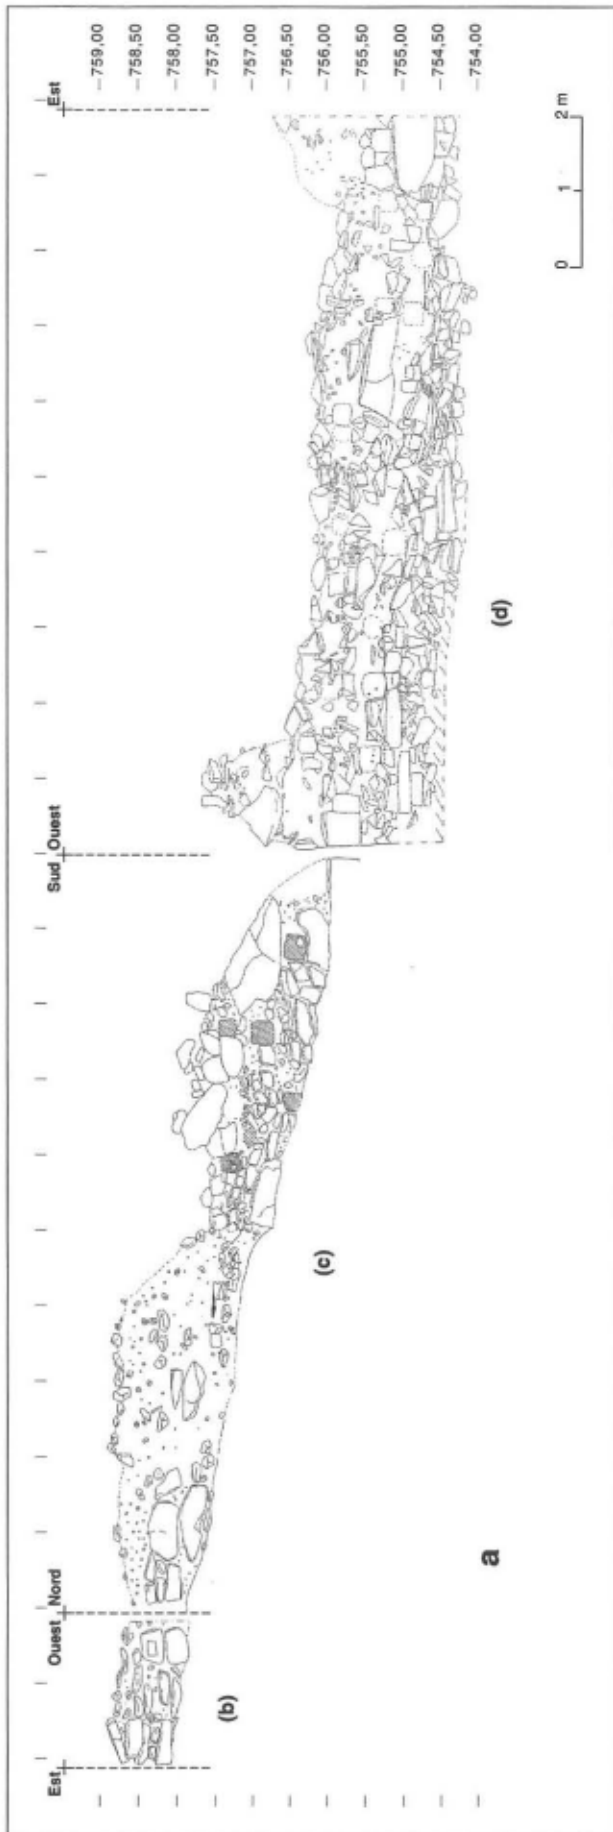 Est Ouest Nord Sud Ouest Est
–759,00
–758,50
–758,00
–757,50
–757,00
–756,50
–756,00
–755,50
–755,00
–754,50
–754,00
(b)
(c)
(d)
a
0 1 2 m